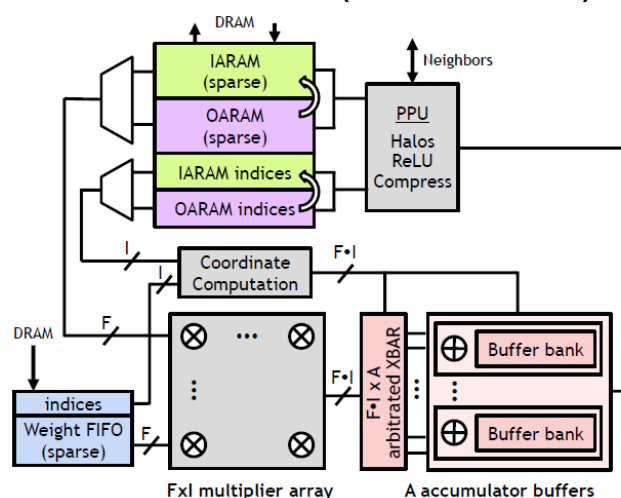 DRAM
IARAM
(sparse)
OARAM
(sparse)
IARAM indices
OARAM indices
Neighbors
PPU
Halos
ReLU
Compress
I
I
Coordinate
Computation
F•I
DRAM
F
indices
Weight FIFO
(sparse)
F
...
...
F•I
F•I x A
arbitrated XBAR
...
...
Buffer bank
...
Buffer bank
FxI multiplier array
A accumulator buffers